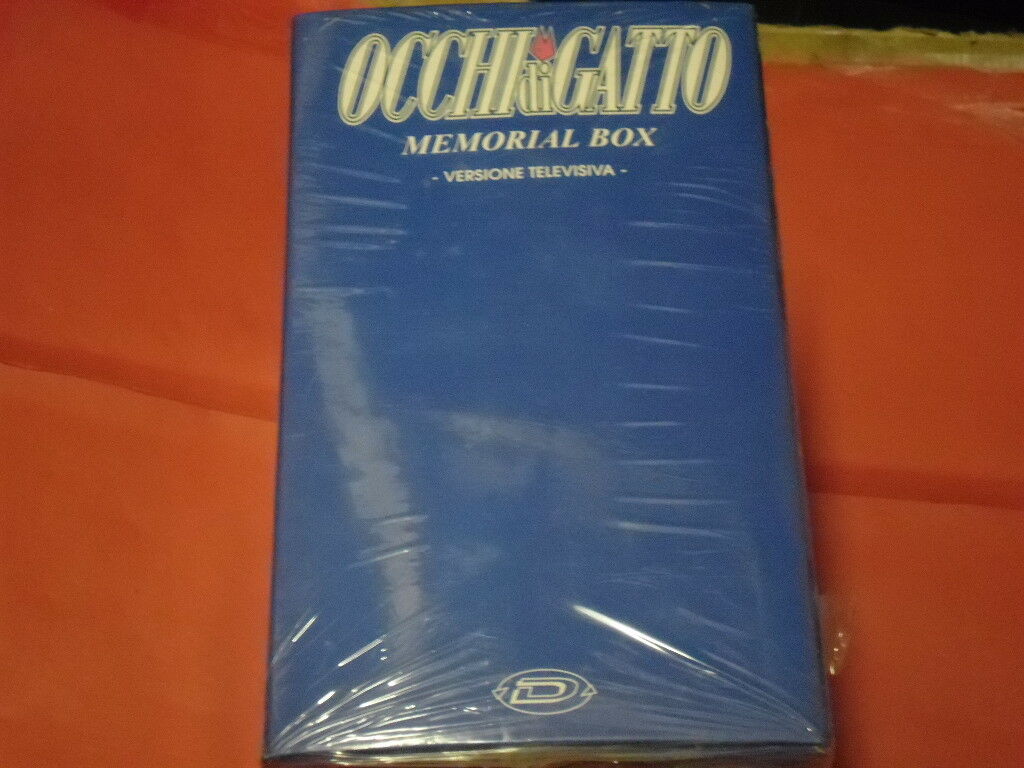 OCCHI di GATTO
MEMORIAL BOX
- VERSIONE TELEVISIVA -
D